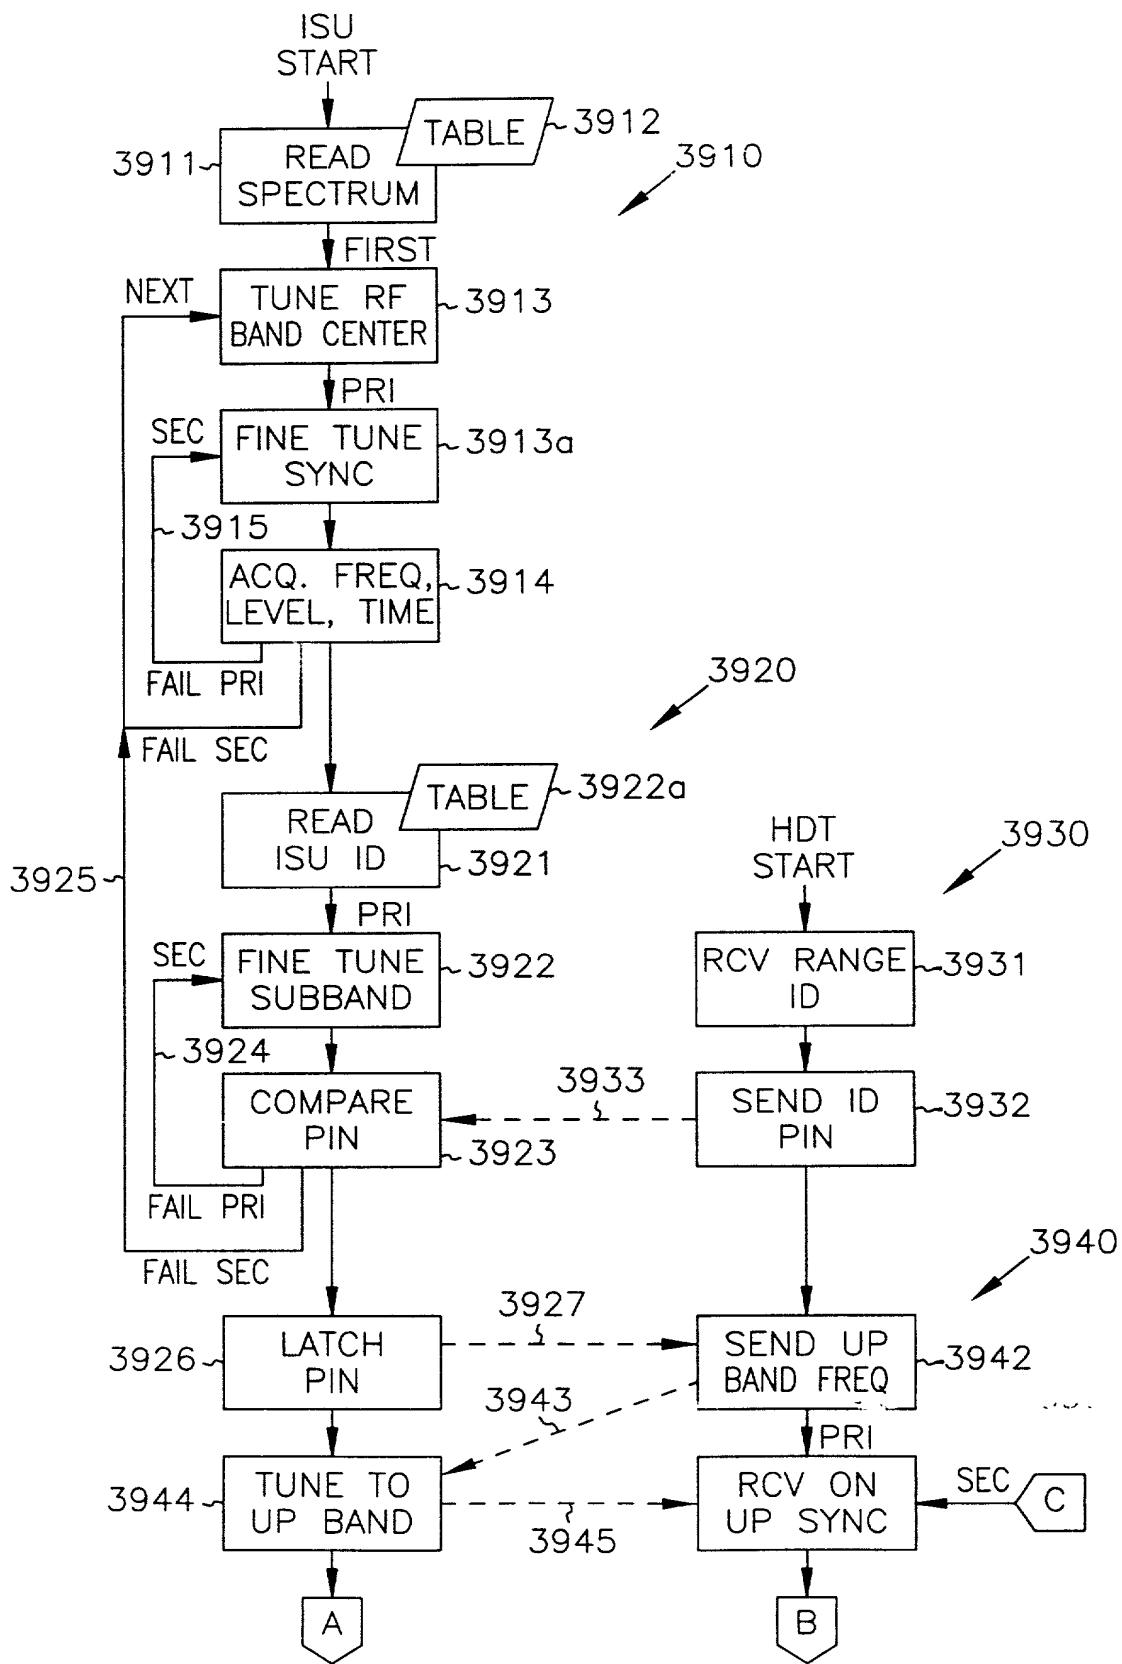 ISU
START
TABLE
3912
3911
READ
SPECTRUM
3910
FIRST
NEXT
TUNE RF
BAND CENTER
3913
PRI
SEC
FINE TUNE
SYNC
3913a
3915
ACQ. FREQ,
LEVEL, TIME
3914
FAIL PRI
FAIL SEC
3920
TABLE
3922a
READ
ISU ID
3921
3925
HDT
START
3930
PRI
SEC
FINE TUNE
SUBBAND
3922
RCV RANGE
ID
3931
3924
COMPARE
PIN
3923
3933
SEND ID
PIN
3932
FAIL PRI
FAIL SEC
3940
3926
LATCH
PIN
3927
SEND UP
BAND FREQ
3942
3943
PRI
3944
TUNE TO
UP BAND
3945
RCV ON
UP SYNC
SEC
C
A
B